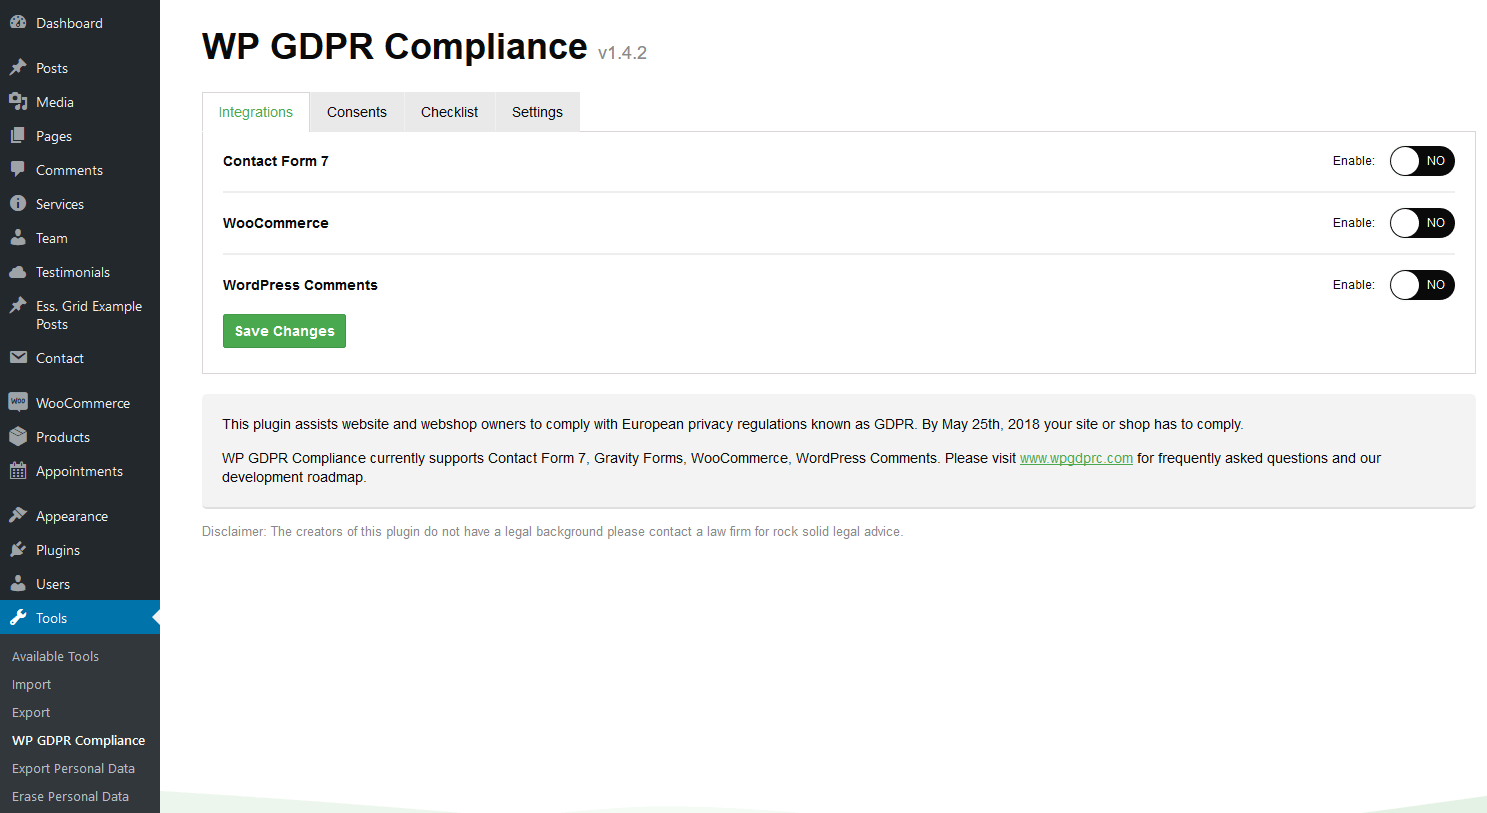 Dashboard
Posts
Media
Pages
Comments
Services
Team
Testimonials
Ess. Grid Example
Posts
Contact
WOO
WooCommerce
Products
Appointments
Appearance
Plugins
Users
Tools
Available Tools
Import
Export
WP GDPR Compliance
Export Personal Data
Erase Personal Data
WP GDPR Compliance v1.4.2
Integrations Consents Checklist Settings
Contact Form 7 Enable: NO
WooCommerce Enable: NO
WordPress Comments Enable: NO
Save Changes
This plugin assists website and webshop owners to comply with European privacy regulations known as GDPR. By May 25th, 2018 your site or shop has to comply.
WP GDPR Compliance currently supports Contact Form 7, Gravity Forms, WooCommerce, WordPress Comments. Please visit www.wpgdprc.com for frequently asked questions and our
development roadmap.
Disclaimer: The creators of this plugin do not have a legal background please contact a law firm for rock solid legal advice.